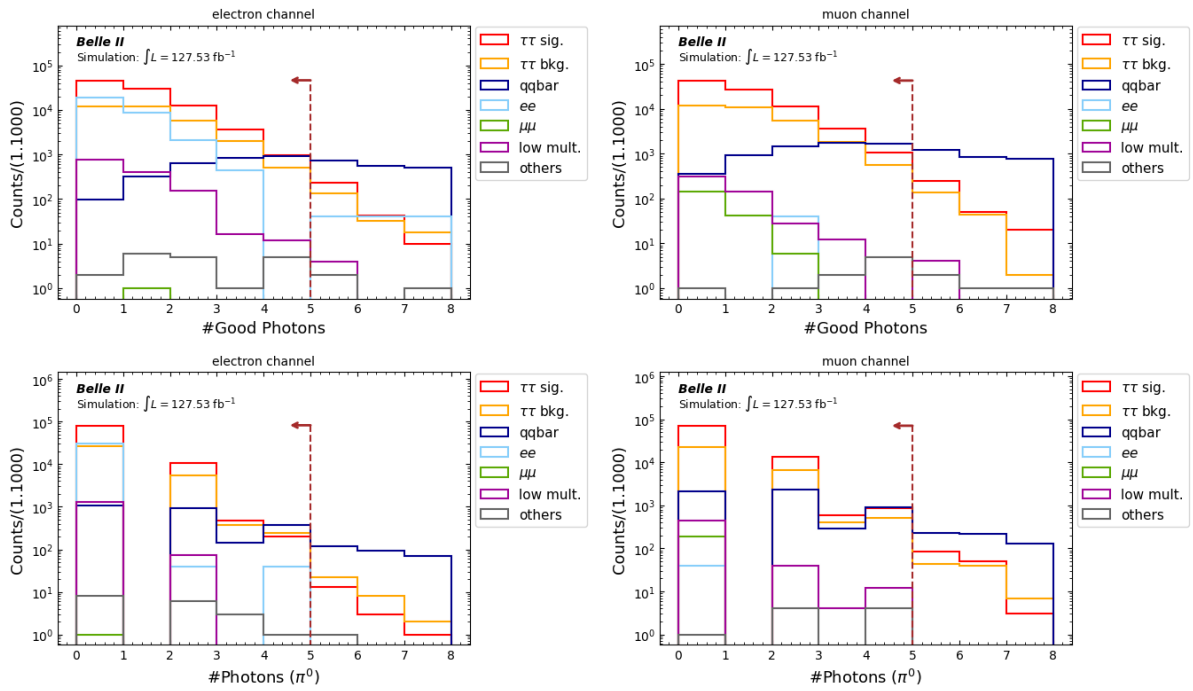 electron channel
Belle II
Simulation: ∫L = 127.53 fb⁻¹
Counts/(1.1000)
10⁵
10⁴
10³
10²
10¹
10⁰
0 1 2 3 4 5 6 7 8
#Good Photons
ττ sig.
ττ bkg.
qqbar
ee
μμ
low mult.
others
muon channel
Belle II
Simulation: ∫L = 127.53 fb⁻¹
Counts/(1.1000)
10⁵
10⁴
10³
10²
10¹
10⁰
0 1 2 3 4 5 6 7 8
#Good Photons
ττ sig.
ττ bkg.
qqbar
ee
μμ
low mult.
others
electron channel
Belle II
Simulation: ∫L = 127.53 fb⁻¹
Counts/(1.1000)
10⁶
10⁵
10⁴
10³
10²
10¹
10⁰
0 1 2 3 4 5 6 7 8
#Photons (π⁰)
ττ sig.
ττ bkg.
qqbar
ee
μμ
low mult.
others
muon channel
Belle II
Simulation: ∫L = 127.53 fb⁻¹
Counts/(1.1000)
10⁶
10⁵
10⁴
10³
10²
10¹
10⁰
0 1 2 3 4 5 6 7 8
#Photons (π⁰)
ττ sig.
ττ bkg.
qqbar
ee
μμ
low mult.
others